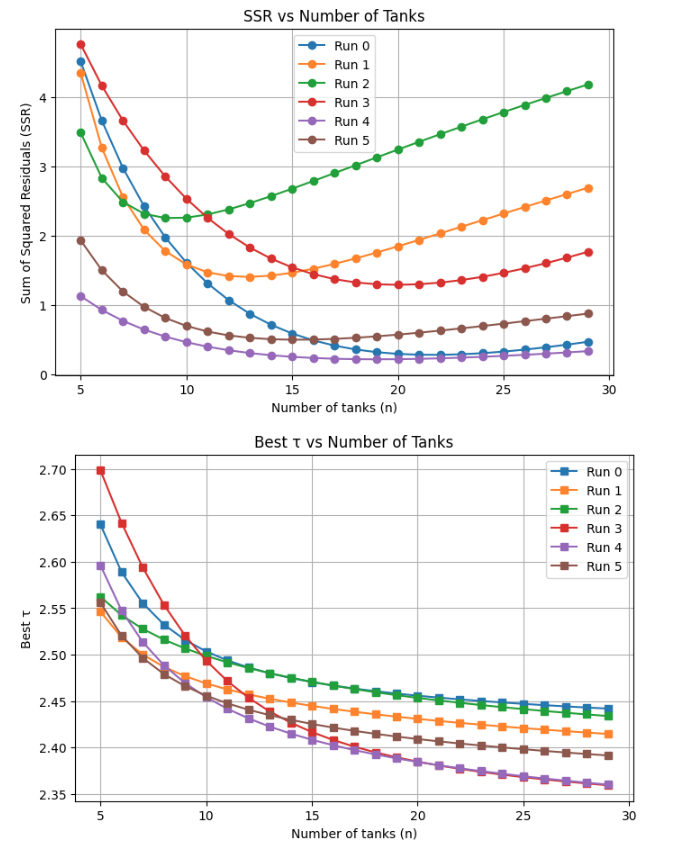 SSR vs Number of Tanks
Sum of Squared Residuals (SSR)
4
3
2
1
0
Run 0
Run 1
Run 2
Run 3
Run 4
Run 5
5 10 15 20 25 30
Number of tanks (n)
Best τ vs Number of Tanks
Best τ
2.70
2.65
2.60
2.55
2.50
2.45
2.40
2.35
Run 0
Run 1
Run 2
Run 3
Run 4
Run 5
5 10 15 20 25 30
Number of tanks (n)